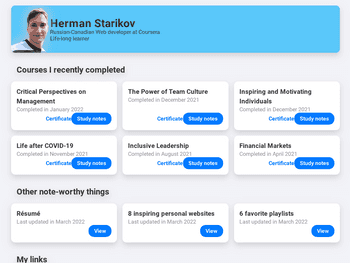 Herman Starikov
Russian-Canadian Web developer at Coursera
Life-long learner
Courses I recently completed
Critical Perspectives on
Management
Completed in January 2022
Certificate Study notes
The Power of Team Culture
Completed in December 2021
Certificate Study notes
Inspiring and Motivating
Individuals
Completed in December 2021
Certificate Study notes
Life after COVID-19
Completed in November 2021
Certificate Study notes
Inclusive Leadership
Completed in August 2021
Certificate Study notes
Financial Markets
Completed in April 2021
Certificate Study notes
Other note-worthy things
Résumé
Last updated in March 2022
View
8 inspiring personal websites
Last updated in March 2022
View
6 favorite playlists
Last updated in March 2022
View
My links